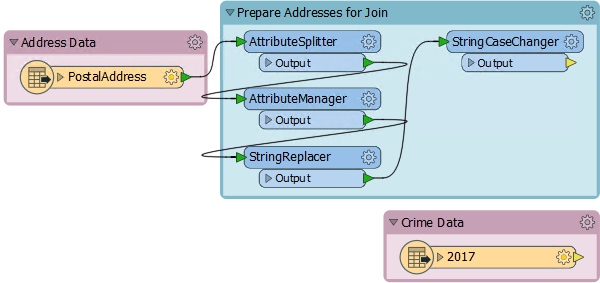 Address Data
PostalAddress
Prepare Addresses for Join
AttributeSplitter
Output
AttributeManager
Output
StringReplacer
Output
StringCaseChanger
Output
Crime Data
2017